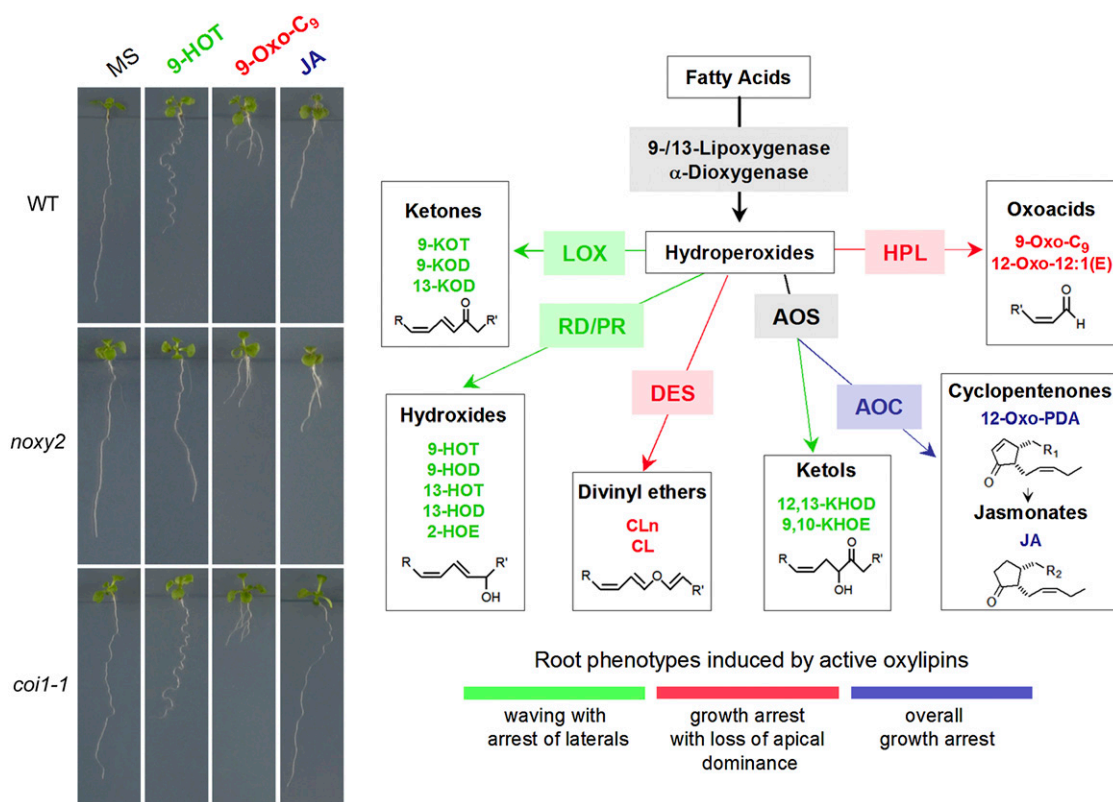 MS
9-HOT
9-Oxo-C₉
JA
WT
noxy2
coi1-1
Fatty Acids
9-/13-Lipoxygenase
α-Dioxygenase
Hydroperoxides
LOX
HPL
RD/PR
DES
AOS
AOC
Ketones
9-KOT
9-KOD
13-KOD
R
O
R'
Oxoacids
9-Oxo-C₉
12-Oxo-12:1(E)
R'
O
H
Hydroxides
9-HOT
9-HOD
13-HOT
13-HOD
2-HOE
R
R'
OH
Divinyl ethers
CLn
CL
R
O
R'
Ketols
12,13-KHOD
9,10-KHOE
R
O
R'
OH
Cyclopentenones
12-Oxo-PDA
R₁
O
Jasmonates
JA
R₂
O
Root phenotypes induced by active oxylipins
waving with
arrest of laterals
growth arrest
with loss of apical
dominance
overall
growth arrest